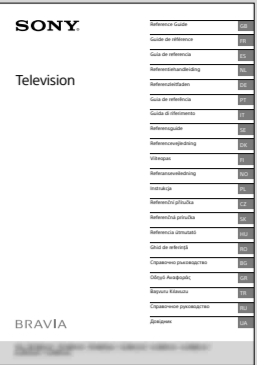 SONY
Television
Reference Guide GB
Guide de référence FR
Guía de referencia ES
Referentiehandleiding NL
Referenzleitfaden DE
Guia de referência PT
Guida di riferimento IT
Referensguide SE
Referencevejledning DK
Viiteopas FI
Referanseveiledning NO
Instrukcja PL
Referenční příručka CZ
Referenčná príručka SK
Referencia útmutató HU
Ghid de referinţă RO
Справочно ръководство BG
Οδηγό Αναφοράς GR
Başvuru Kılavuzu TR
Справочное руководство RU
Довідник UA
BRAVIA